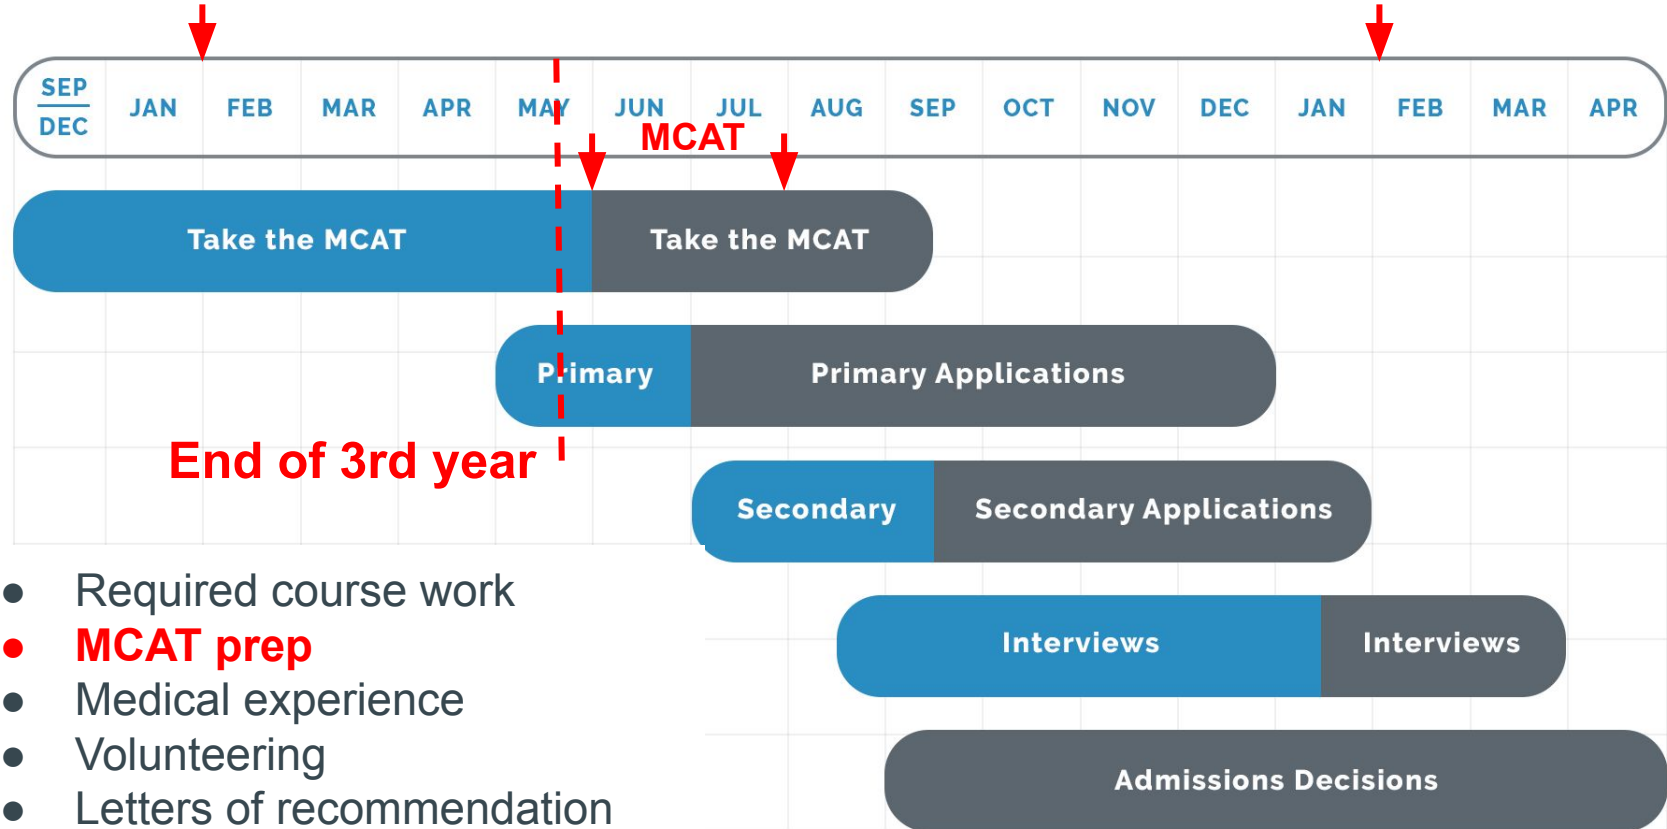 SEP
DEC
JAN FEB MAR APR MAY JUN JUL AUG SEP OCT NOV DEC JAN FEB MAR APR
MCAT
Take the MCAT Take the MCAT
Primary Primary Applications
End of 3rd year
Secondary Secondary Applications
● Required course work
● MCAT prep
Interviews Interviews
● Medical experience
● Volunteering
Admissions Decisions
● Letters of recommendation